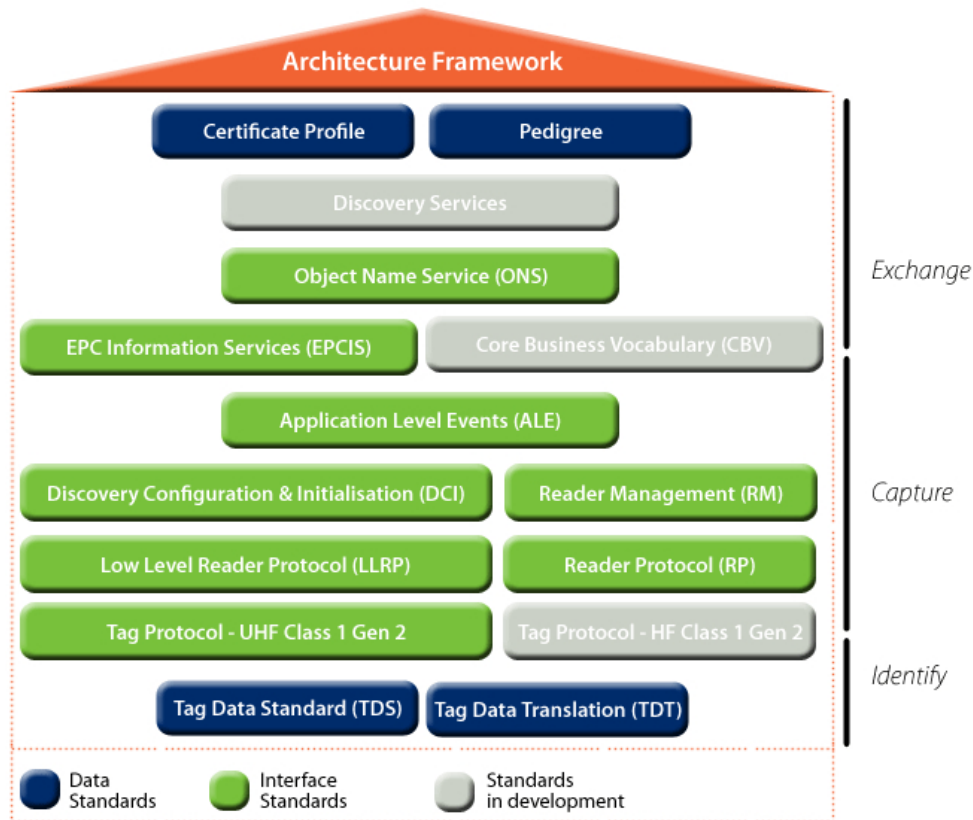 Architecture Framework
Certificate Profile
Pedigree
Discovery Services
Object Name Service (ONS)
Exchange
EPC Information Services (EPCIS)
Core Business Vocabulary (CBV)
Application Level Events (ALE)
Discovery Configuration & Initialisation (DCI)
Reader Management (RM)
Capture
Low Level Reader Protocol (LLRP)
Reader Protocol (RP)
Tag Protocol - UHF Class 1 Gen 2
Tag Protocol - HF Class 1 Gen 2
Identify
Tag Data Standard (TDS)
Tag Data Translation (TDT)
Data
Standards
Interface
Standards
Standards
in development